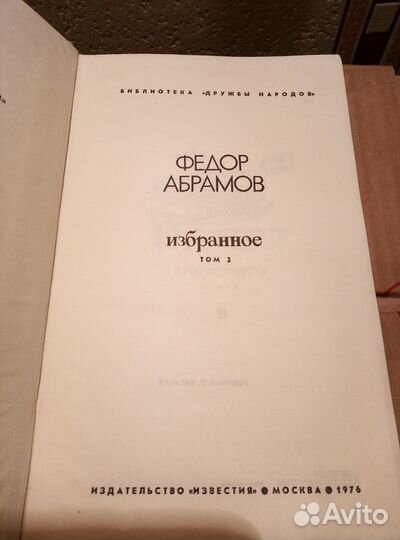 БИБЛИОТЕКА «ДРУЖБЫ НАРОДОВ»
ФЕДОР
АБРАМОВ
избранное
ТОМ 2
ИЗДАТЕЛЬСТВО «ИЗВЕСТИЯ» ● МОСКВА ● 1976
Avito